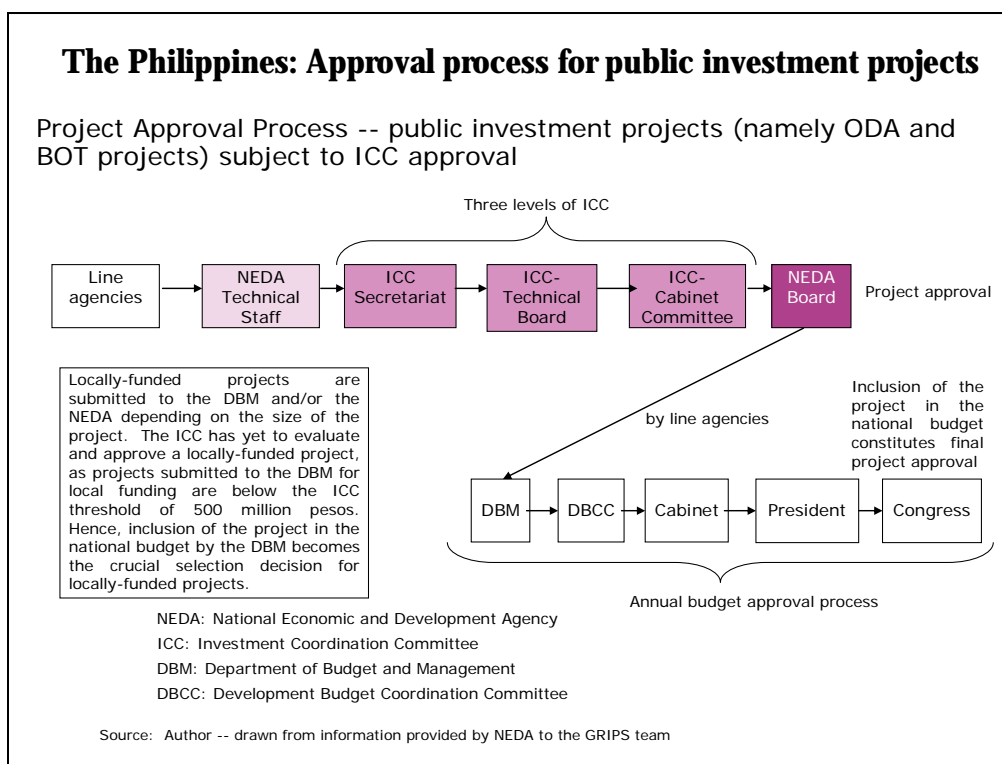 The Philippines: Approval process for public investment projects
Project Approval Process -- public investment projects (namely ODA and
BOT projects) subject to ICC approval
Three levels of ICC
Line
agencies
NEDA
Technical
Staff
ICC
Secretariat
ICC-
Technical
Board
ICC-
Cabinet
Committee
NEDA
Board
Project approval
Locally-funded projects are
submitted to the DBM and/or the
NEDA depending on the size of the
project. The ICC has yet to evaluate
and approve a locally-funded project,
as projects submitted to the DBM for
local funding are below the ICC
threshold of 500 million pesos.
Hence, inclusion of the project in the
national budget by the DBM becomes
the crucial selection decision for
locally-funded projects.
by line agencies
Inclusion of the
project in the
national budget
constitutes final
project approval
DBM
DBCC
Cabinet
President
Congress
Annual budget approval process
NEDA: National Economic and Development Agency
ICC: Investment Coordination Committee
DBM: Department of Budget and Management
DBCC: Development Budget Coordination Committee
Source: Author -- drawn from information provided by NEDA to the GRIPS team